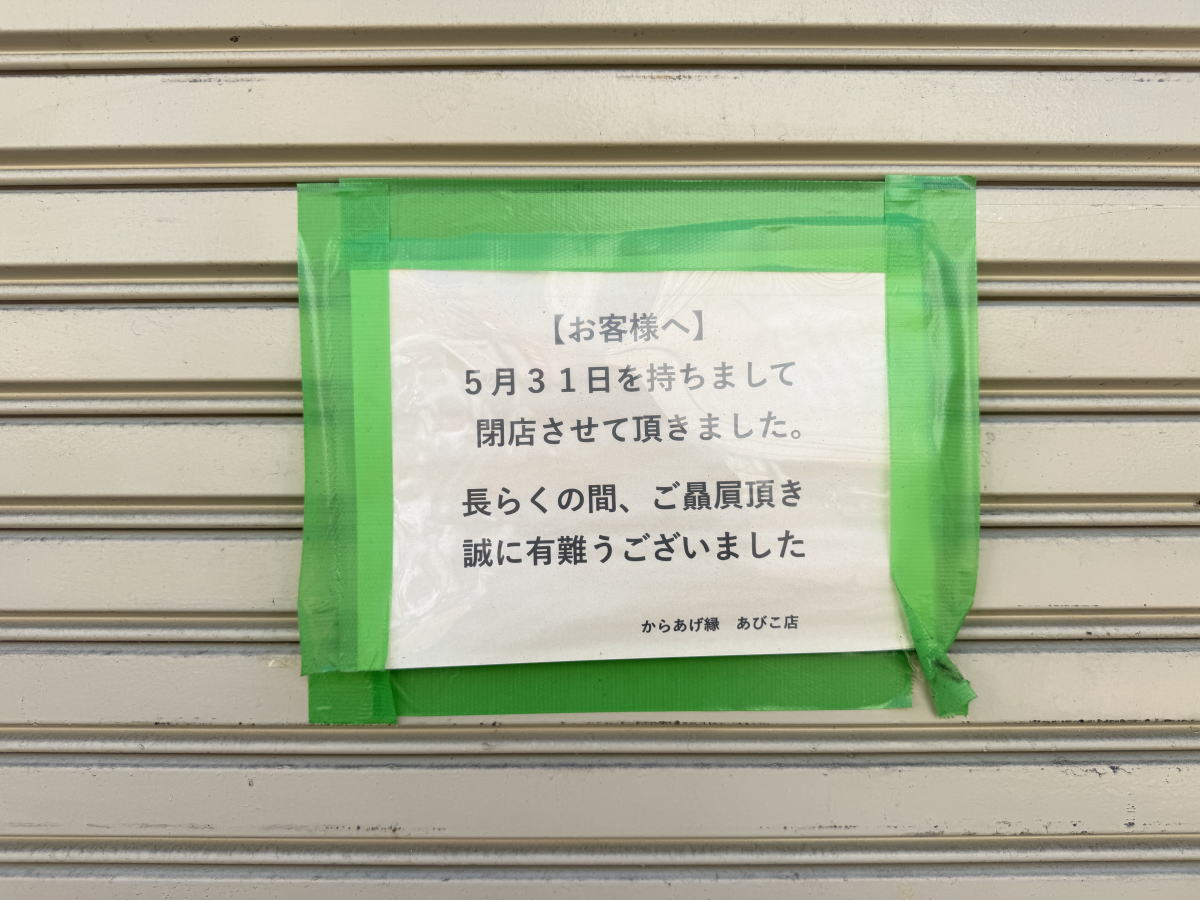 【お客様へ】
５月３１日を持ちまして
閉店させて頂きました。
長らくの間、ご贔屓頂き
誠に有難うございました
からあげ縁　あびこ店